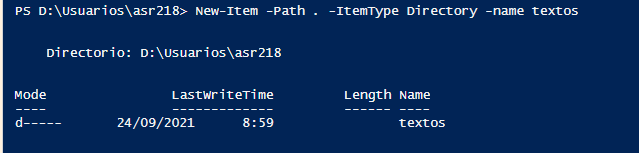 PS D:\Usuarios\asr218> New-Item -Path . -ItemType Directory -name textos
Directorio: D:\Usuarios\asr218
Mode LastWriteTime Length Name
---- ------------- ------ ----
d----- 24/09/2021 8:59 textos